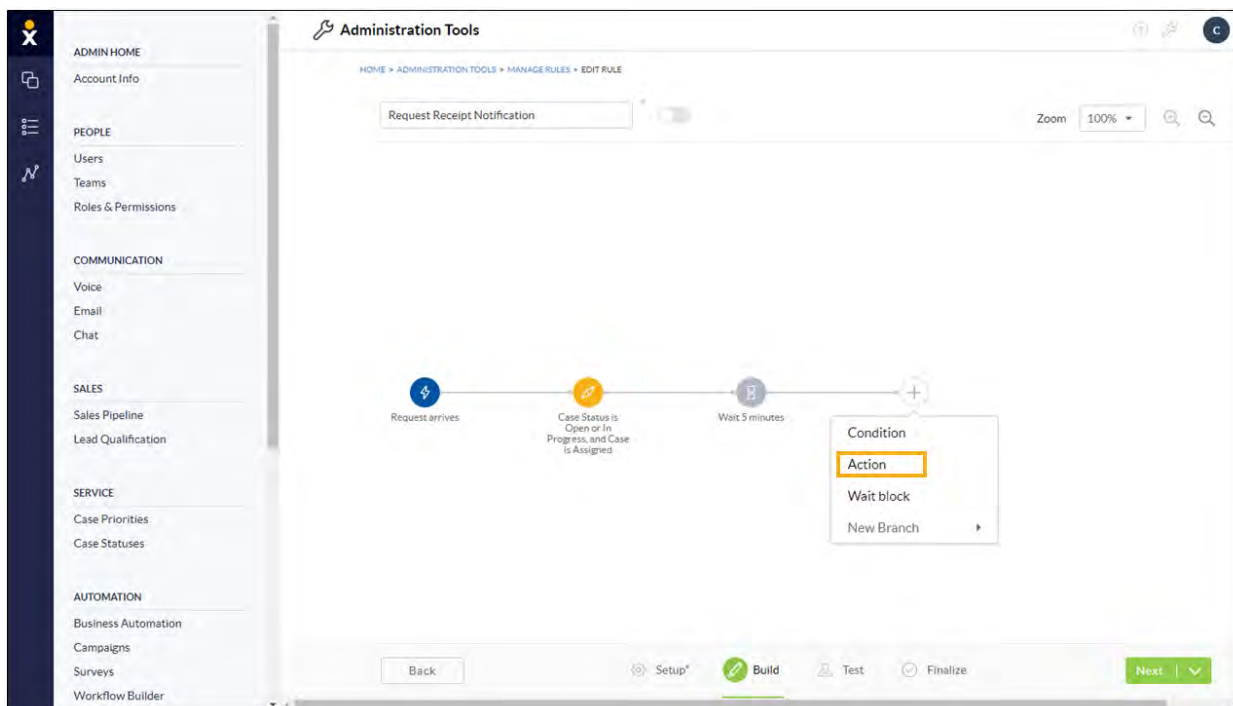 Administration Tools
C
ADMIN HOME
Account Info
HOME > ADMINISTRATION TOOLS > MANAGE RULES > EDIT RULE
Request Receipt Notification
*
Zoom 100%
PEOPLE
Users
Teams
Roles & Permissions
COMMUNICATION
Voice
Email
Chat
SALES
Sales Pipeline
Lead Qualification
SERVICE
Case Priorities
Case Statuses
AUTOMATION
Business Automation
Campaigns
Surveys
Workflow Builder
Request arrives
Case Status is
Open or In
Progress, and Case
is Assigned
Wait 5 minutes
Condition
Action
Wait block
New Branch
Back
Setup*
Build
Test
Finalize
Next